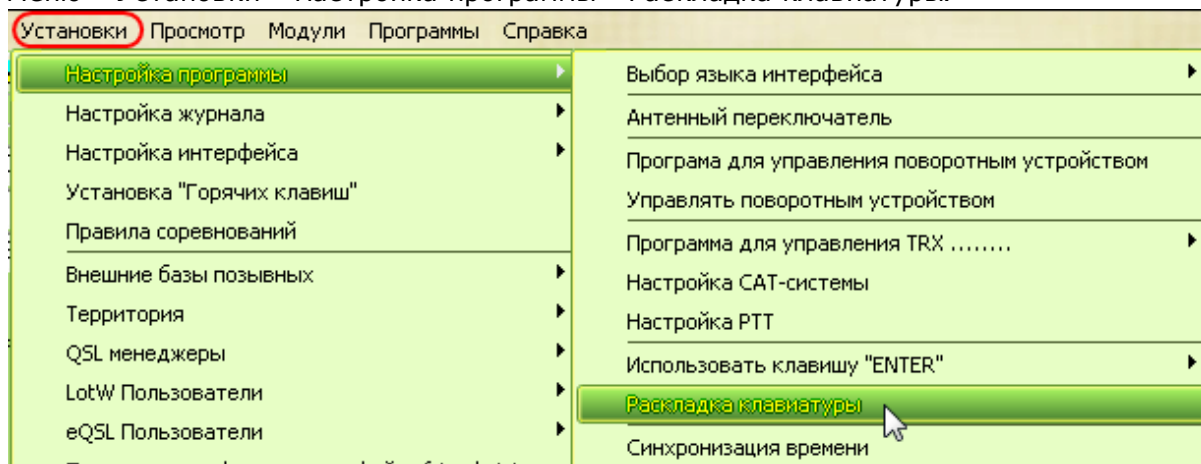 Установки Просмотр Модули Программы Справка
Настройка программы
Настройка журнала
Настройка интерфейса
Установка "Горячих клавиш"
Правила соревнований
Внешние базы позывных
Территория
QSL менеджеры
LotW Пользователи
eQSL Пользователи
Выбор языка интерфейса
Антенный переключатель
Програма для управления поворотным устройством
Управлять поворотным устройством
Программа для управления TRX ........
Настройка CAT-системы
Настройка PTT
Использовать клавишу "ENTER"
Раскладка клавиатуры
Синхронизация времени